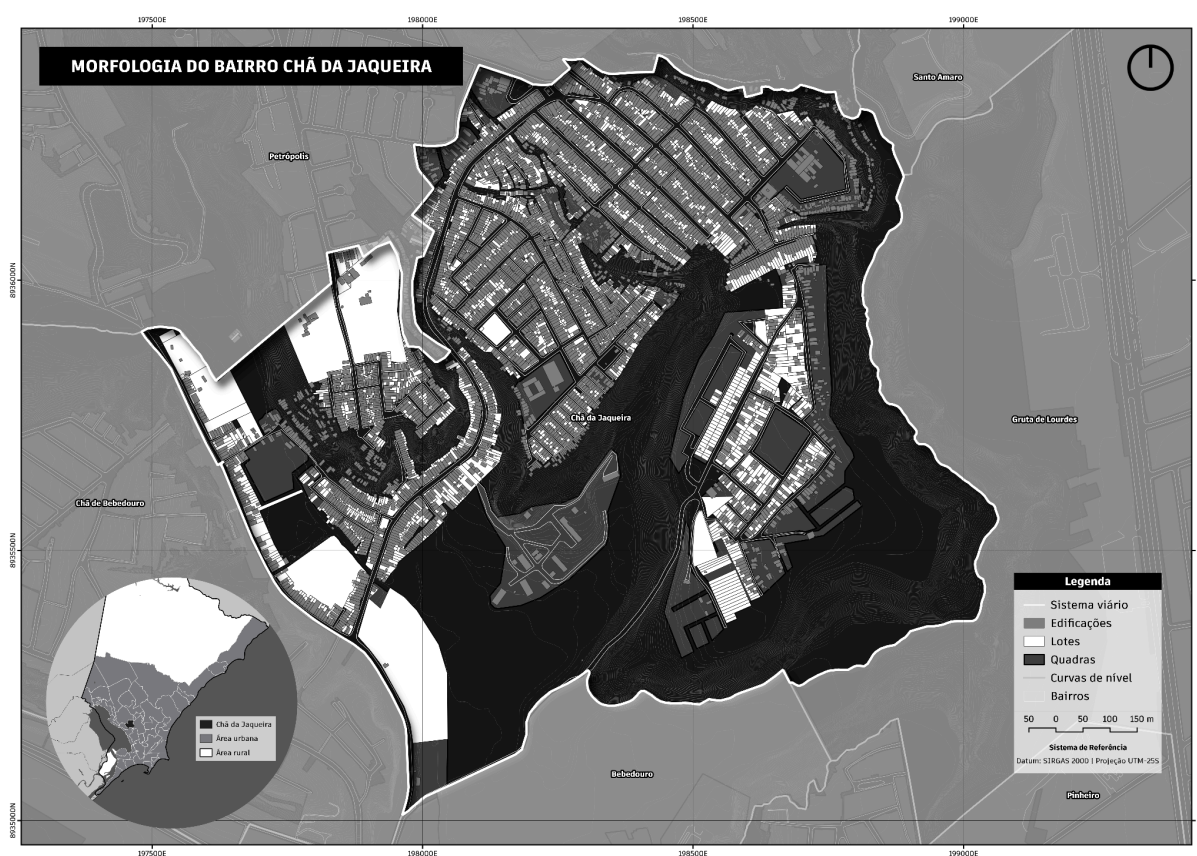 197500E
198000E
198500E
199000E
MORFOLOGIA DO BAIRRO CHÃ DA JAQUEIRA
Santo Amaro
Petrópolis
8936000N
Chã da Jaqueira
Gruta de Lourdes
Chã de Bebedouro
8935500N
Legenda
Sistema viário
Edificações
Lotes
Quadras
Curvas de nível
Bairros
50 0 50 100 150 m
Sistema de Referência
Datum: SIRGAS 2000 | Projeção UTM-25S
Chã da Jaqueira
Área urbana
Área rural
Bebedouro
Pinheiro
8935000N
197500E
198000E
198500E
199000E